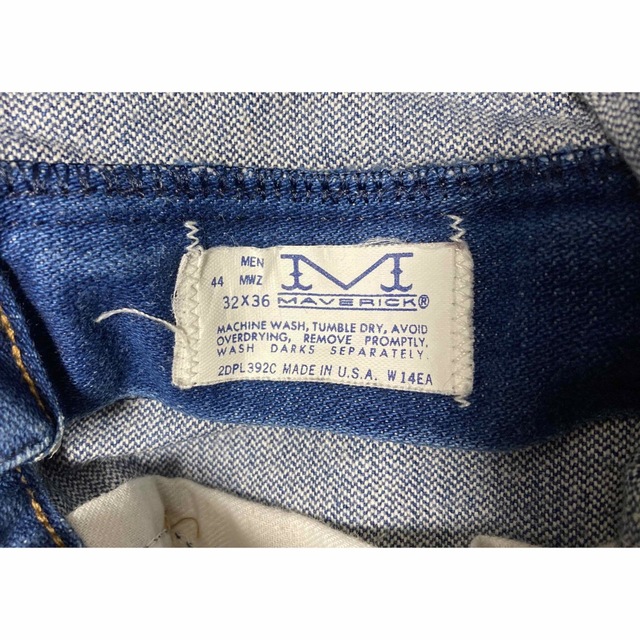 MEN
44 MWZ M
32X36 MAVERICK®
MACHINE WASH, TUMBLE DRY, AVOID
OVERDRYING, REMOVE PROMPTLY.
WASH DARKS SEPARATELY.
2DPL392C MADE IN U.S.A. W 14EA